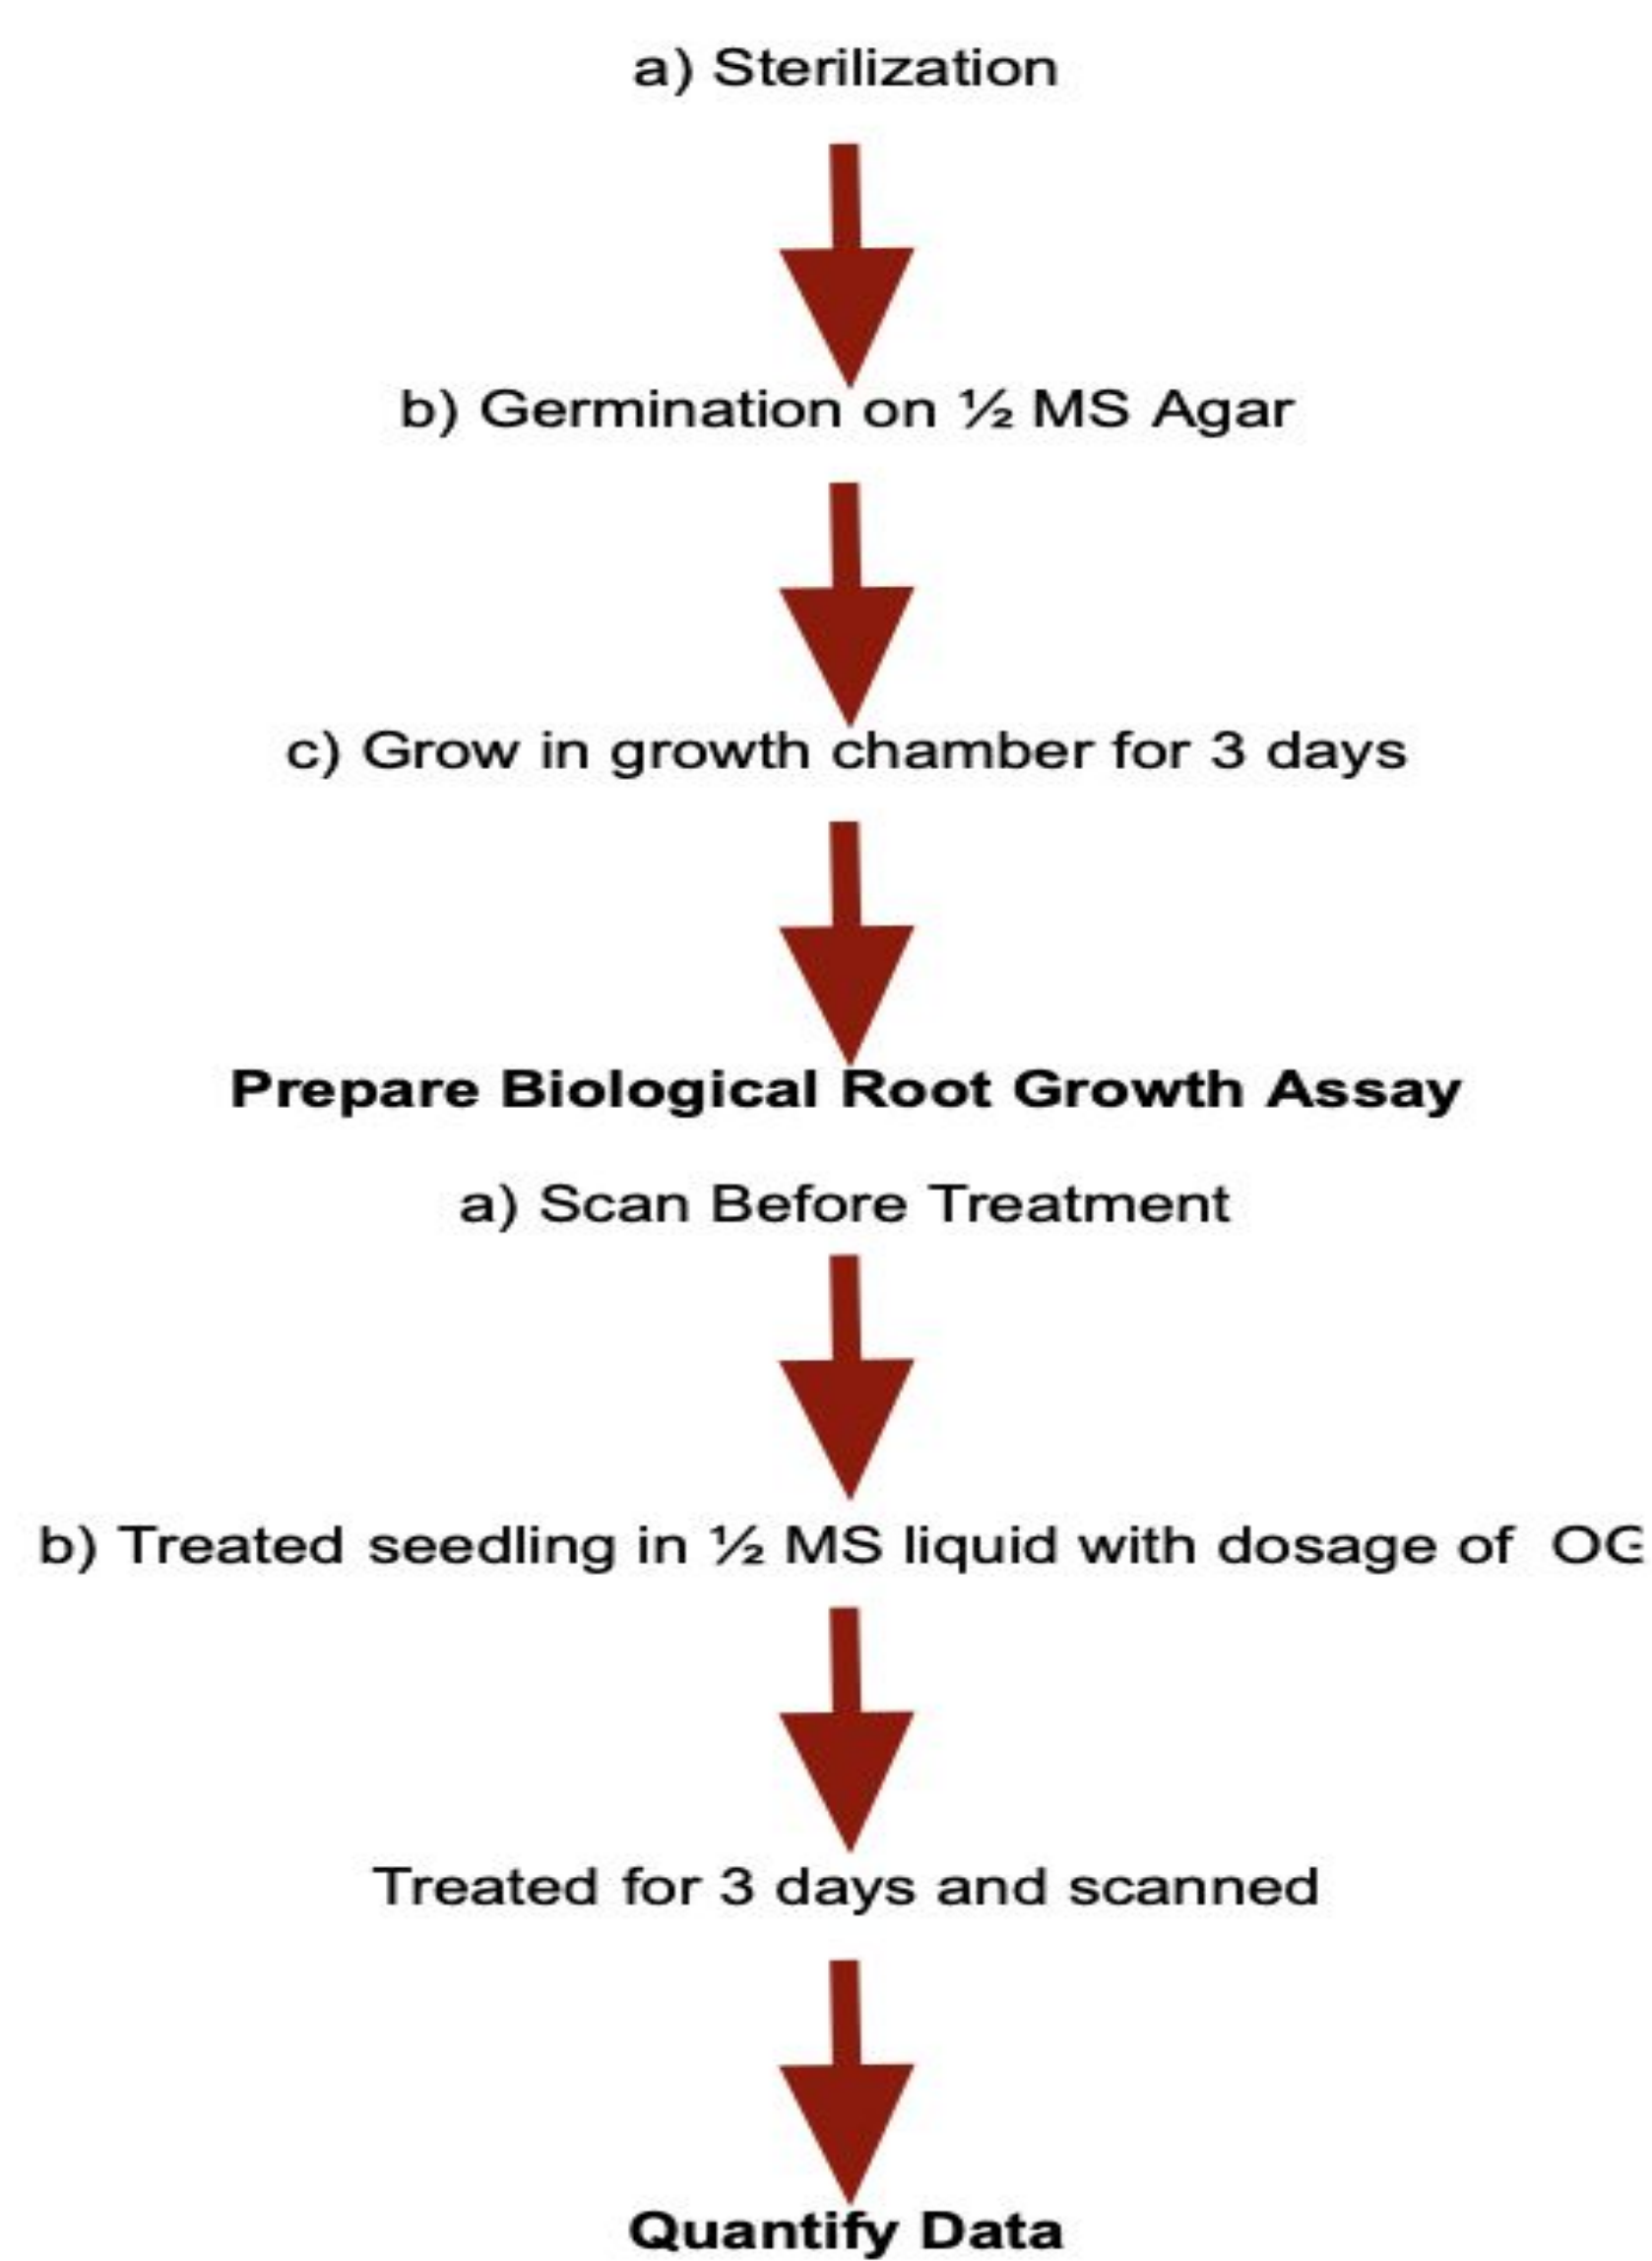 a) Sterilization
b) Germination on ½ MS Agar
c) Grow in growth chamber for 3 days
Prepare Biological Root Growth Assay
a) Scan Before Treatment
b) Treated seedling in ½ MS liquid with dosage of OG
Treated for 3 days and scanned
Quantify Data